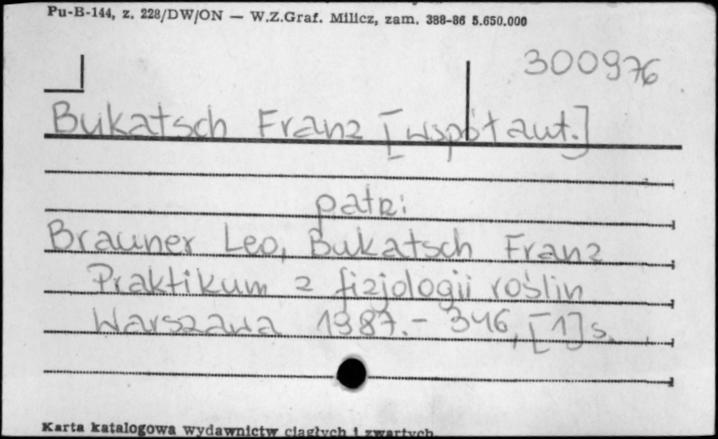 Pu-B-144, z. 228/DW/ON — W.Z.Graf. Milicz, zam. 388-86 5.650.000
300976
Bukatsch Franz [współaut.]
patrz:
Brauner Leo, Bukatsch Franz
Praktikum z fizjologii roślin
Warszawa 1987. - 346, [1] s.
Karta katalogowa wydawnictw ciągłych i zwartych.